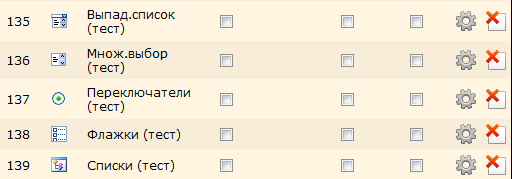 135 Выпад.список
(тест)
136 Множ.выбор
(тест)
137 Переключатели
(тест)
138 Флажки (тест)
139 Списки (тест)